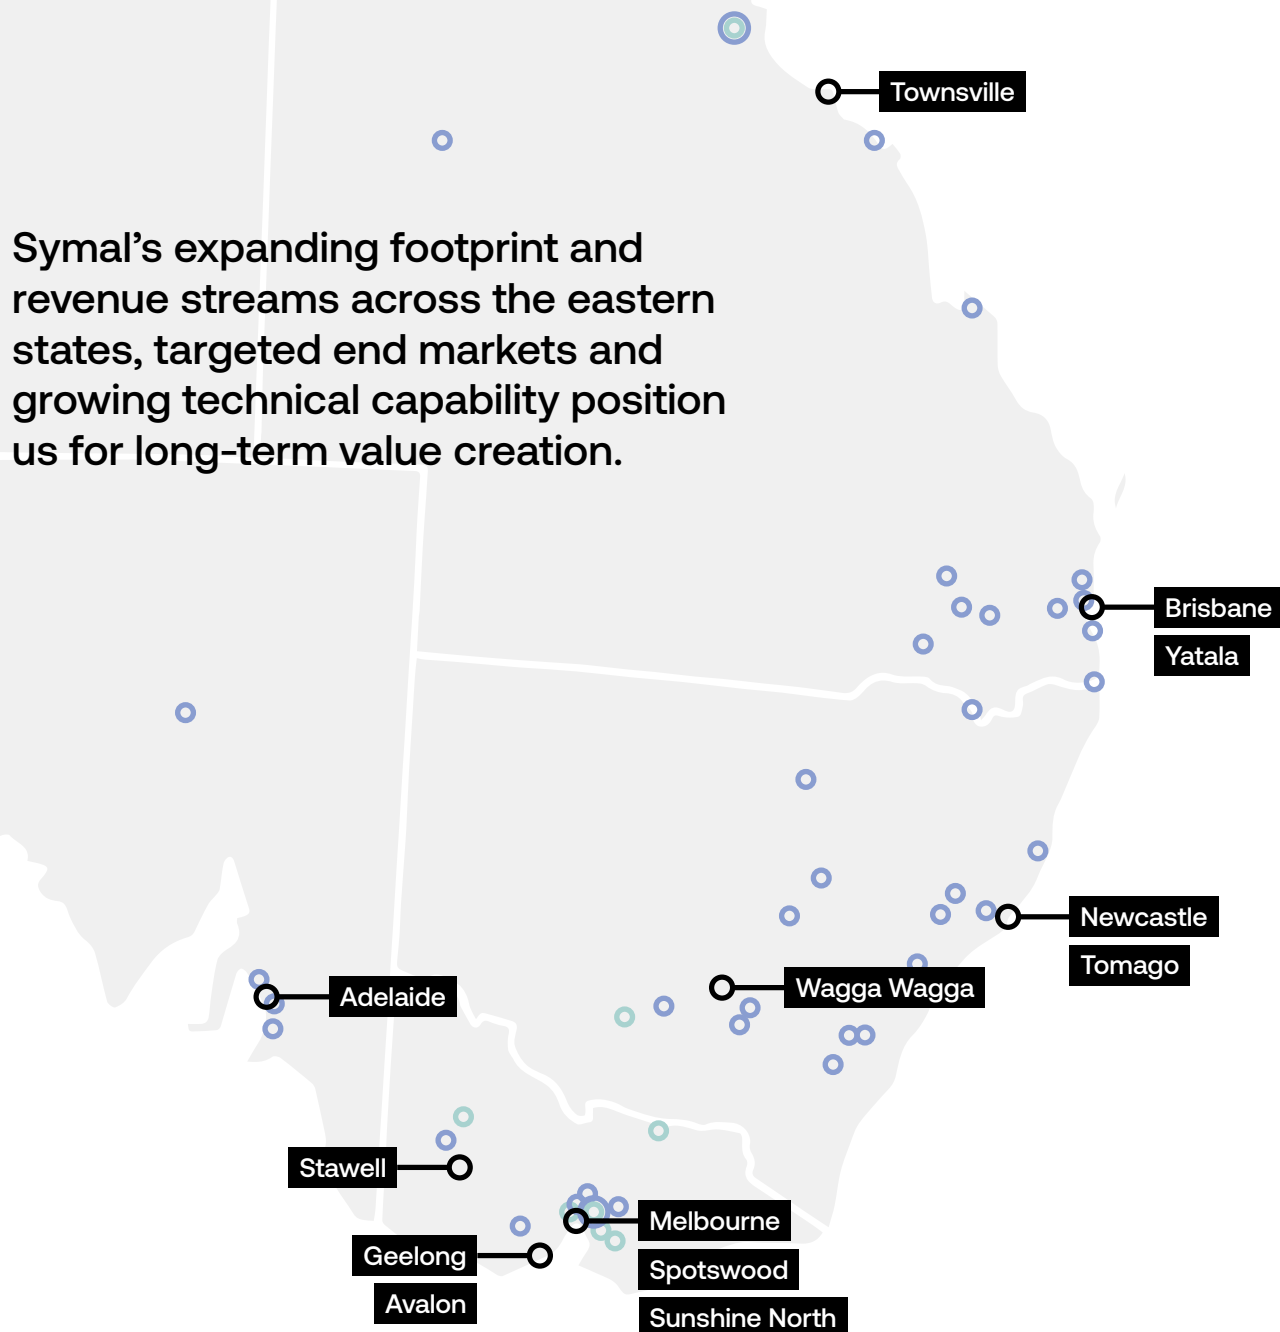 Townsville
Symal’s expanding footprint and
revenue streams across the eastern
states, targeted end markets and
growing technical capability position
us for long-term value creation.
Brisbane
Yatala
Newcastle
Tomago
Wagga Wagga
Adelaide
Stawell
Melbourne
Geelong
Spotswood
Avalon
Sunshine North